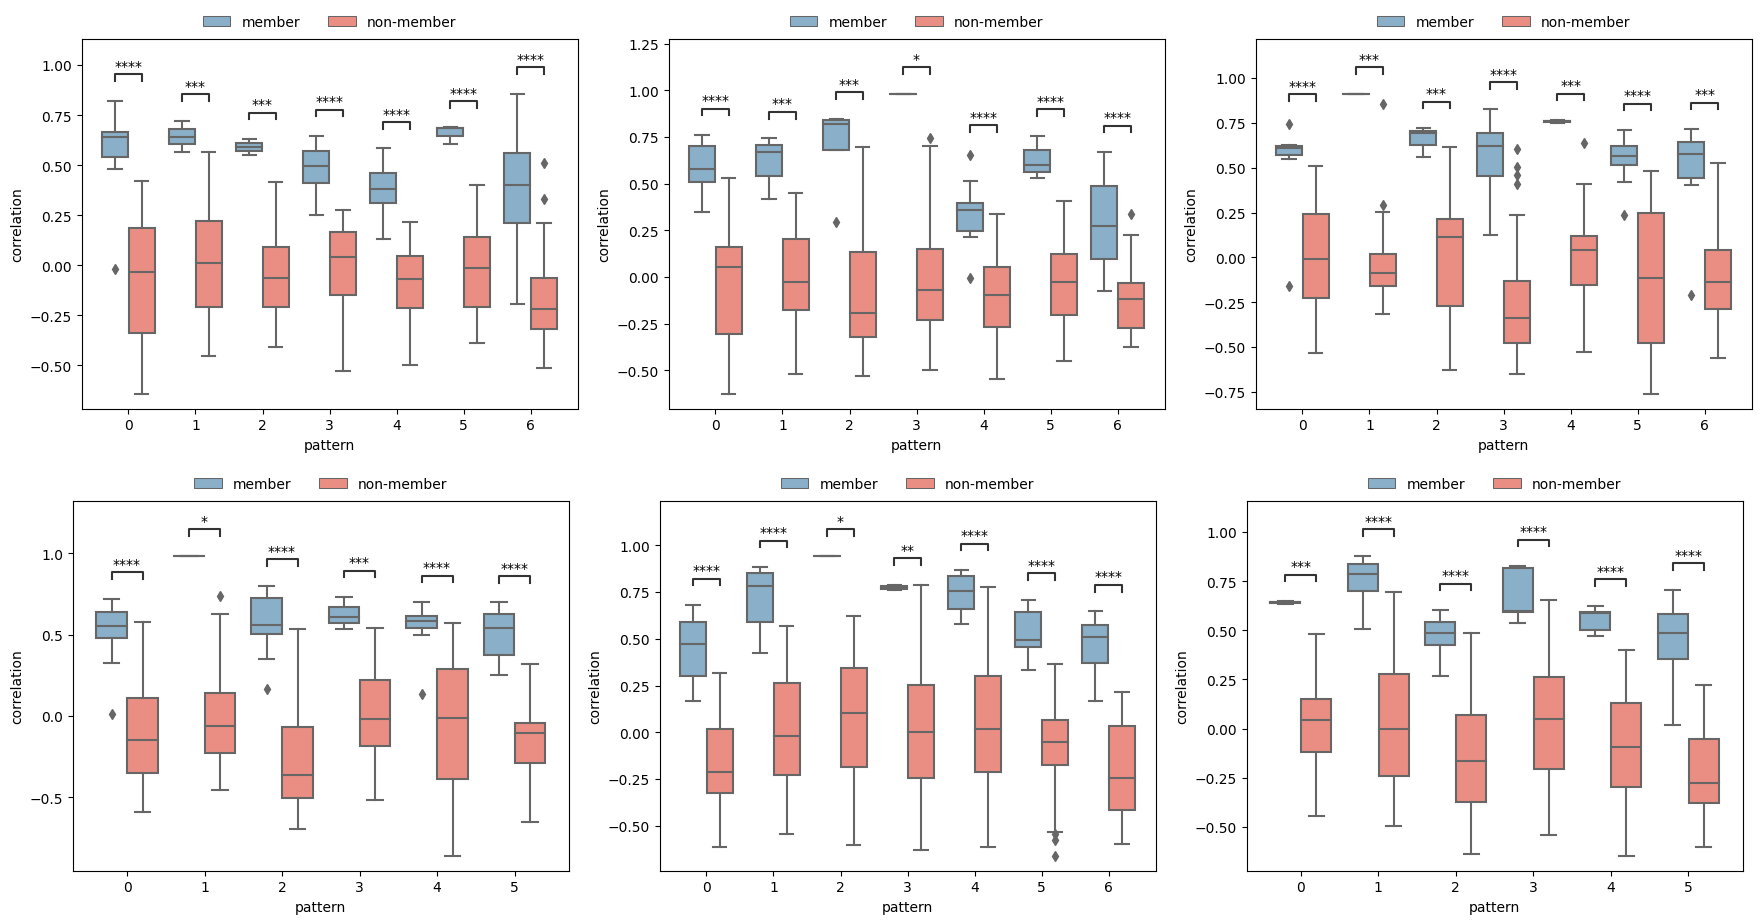 member non-member
1.00
0.75
0.50
0.25
0.00
−0.25
−0.50
correlation
**** *** *** **** **** **** ****
0 1 2 3 4 5 6
pattern
member non-member
1.25
1.00
0.75
0.50
0.25
0.00
−0.25
−0.50
correlation
**** *** *** * **** **** ****
0 1 2 3 4 5 6
pattern
member non-member
1.00
0.75
0.50
0.25
0.00
−0.25
−0.50
−0.75
correlation
**** *** *** **** *** **** ***
0 1 2 3 4 5 6
pattern
member non-member
1.0
0.5
0.0
−0.5
correlation
**** * **** *** **** ****
0 1 2 3 4 5
pattern
member non-member
1.00
0.75
0.50
0.25
0.00
−0.25
−0.50
correlation
**** **** * ** **** **** ****
0 1 2 3 4 5 6
pattern
member non-member
1.00
0.75
0.50
0.25
0.00
−0.25
−0.50
correlation
*** **** **** **** **** ****
0 1 2 3 4 5
pattern